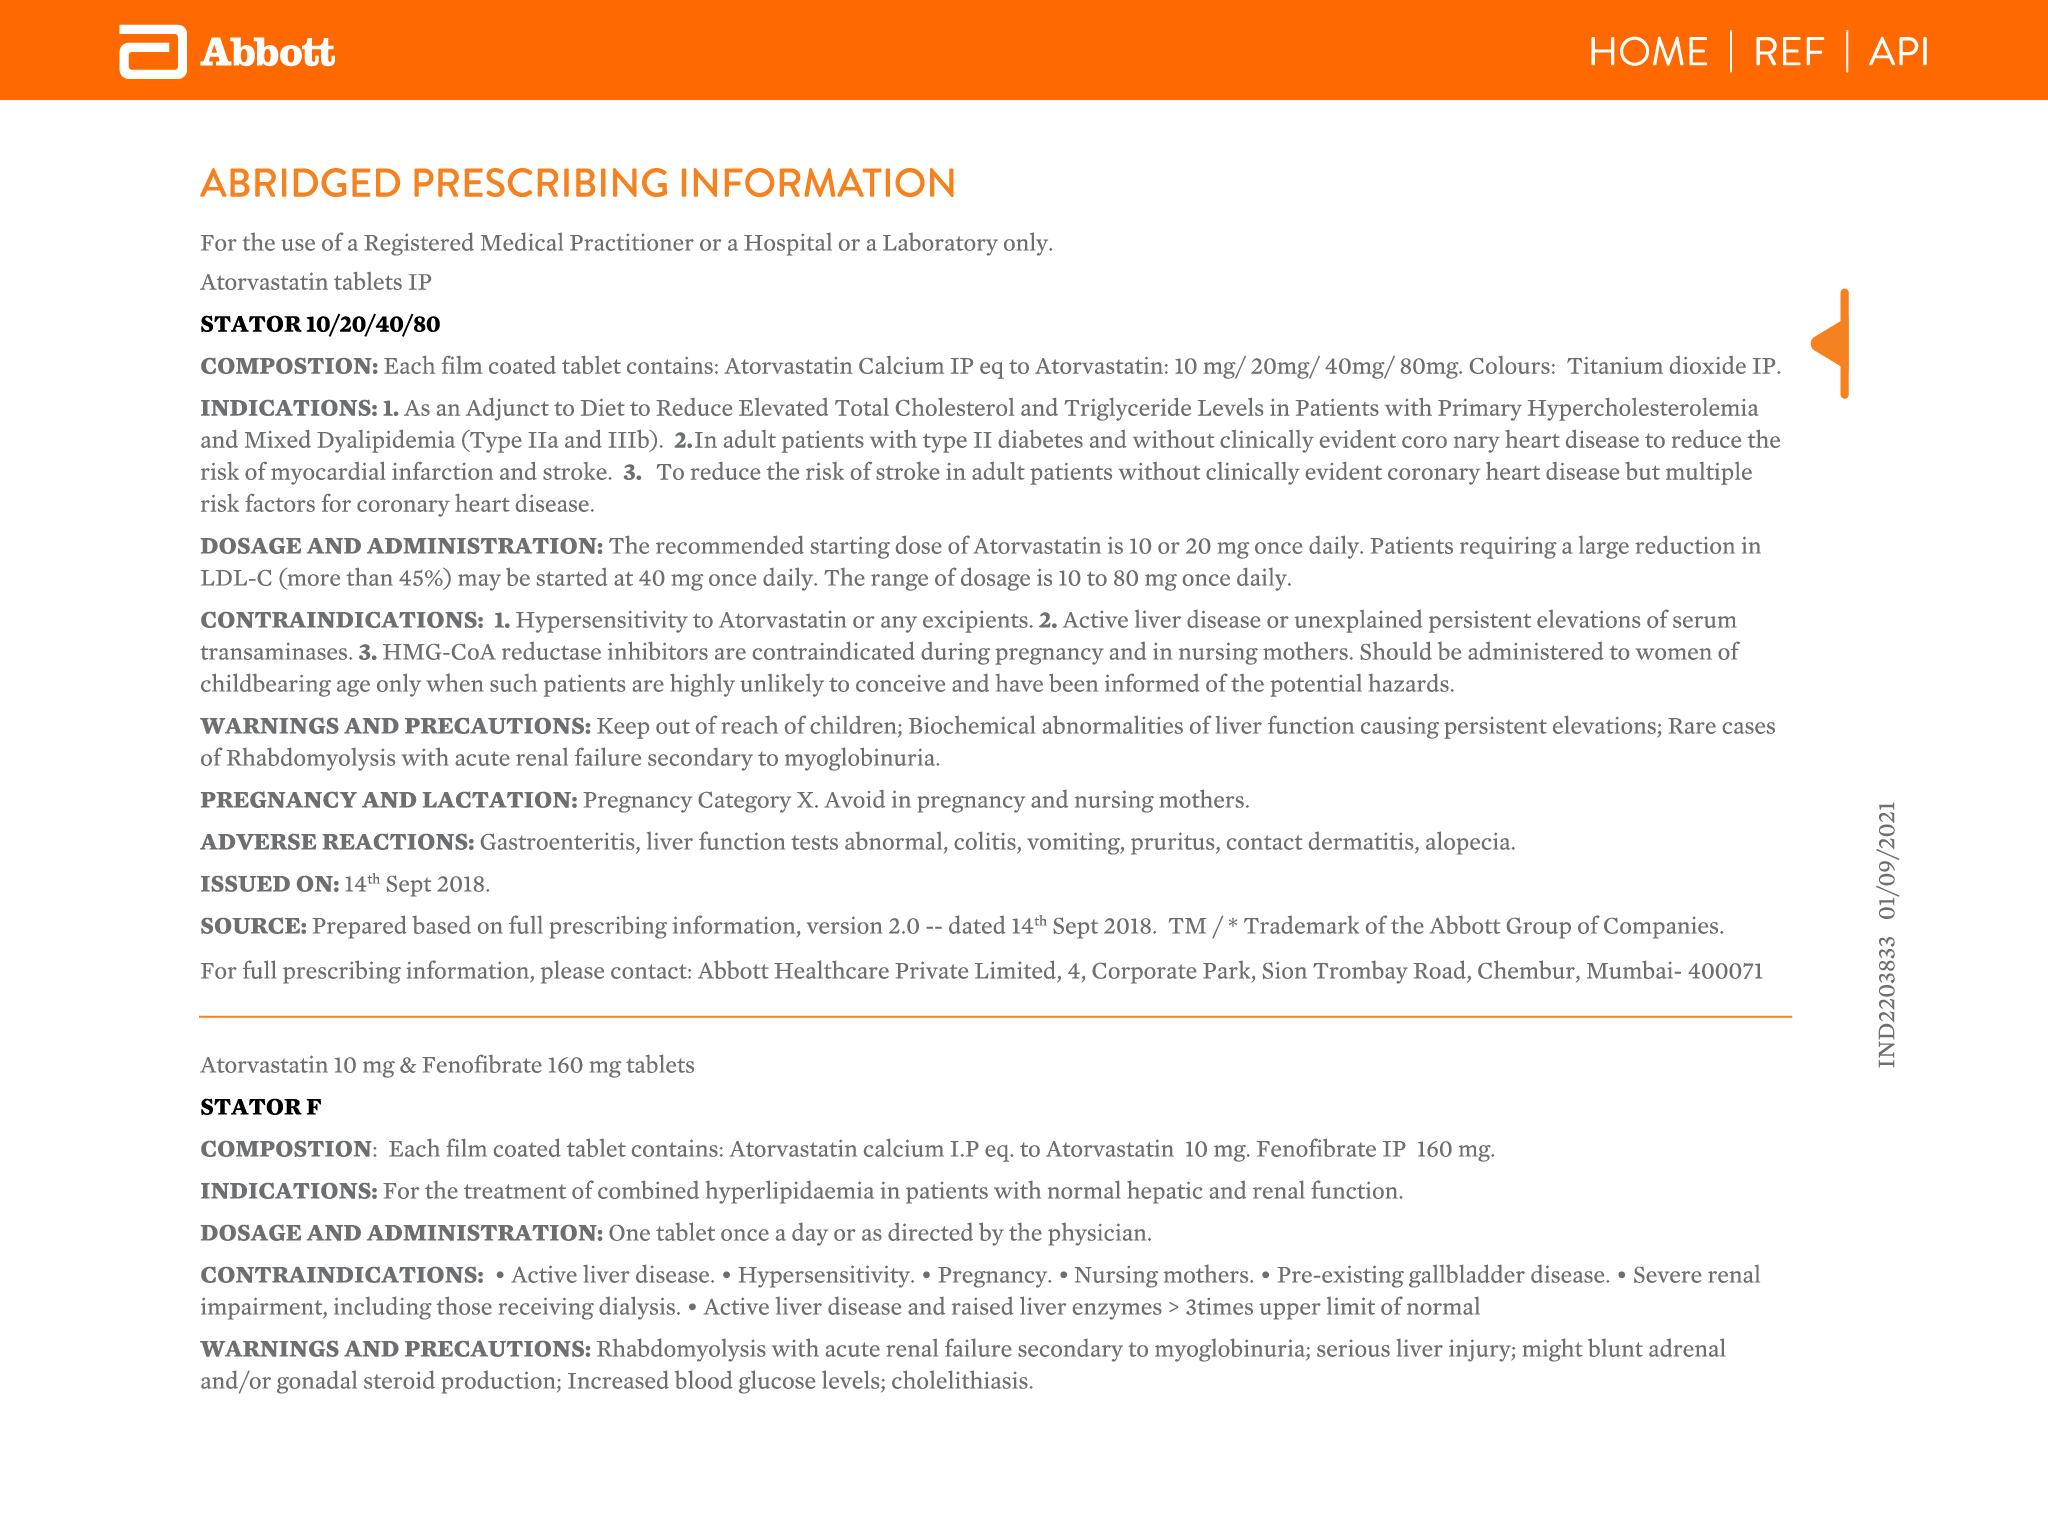 Abbott
HOME | REF | API
ABRIDGED PRESCRIBING INFORMATION
For the use of a Registered Medical Practitioner or a Hospital or a Laboratory only.
Atorvastatin tablets IP
STATOR 10/20/40/80
COMPOSTION: Each film coated tablet contains: Atorvastatin Calcium IP eq to Atorvastatin: 10 mg/ 20mg/ 40mg/ 80mg. Colours: Titanium dioxide IP.
INDICATIONS: 1. As an Adjunct to Diet to Reduce Elevated Total Cholesterol and Triglyceride Levels in Patients with Primary Hypercholesterolemia
and Mixed Dyalipidemia (Type IIa and IIIb). 2.In adult patients with type II diabetes and without clinically evident coro nary heart disease to reduce the
risk of myocardial infarction and stroke. 3. To reduce the risk of stroke in adult patients without clinically evident coronary heart disease but multiple
risk factors for coronary heart disease.
DOSAGE AND ADMINISTRATION: The recommended starting dose of Atorvastatin is 10 or 20 mg once daily. Patients requiring a large reduction in
LDL-C (more than 45%) may be started at 40 mg once daily. The range of dosage is 10 to 80 mg once daily.
CONTRAINDICATIONS: 1. Hypersensitivity to Atorvastatin or any excipients. 2. Active liver disease or unexplained persistent elevations of serum
transaminases. 3. HMG-CoA reductase inhibitors are contraindicated during pregnancy and in nursing mothers. Should be administered to women of
childbearing age only when such patients are highly unlikely to conceive and have been informed of the potential hazards.
WARNINGS AND PRECAUTIONS: Keep out of reach of children; Biochemical abnormalities of liver function causing persistent elevations; Rare cases
of Rhabdomyolysis with acute renal failure secondary to myoglobinuria.
PREGNANCY AND LACTATION: Pregnancy Category X. Avoid in pregnancy and nursing mothers.
ADVERSE REACTIONS: Gastroenteritis, liver function tests abnormal, colitis, vomiting, pruritus, contact dermatitis, alopecia.
ISSUED ON: 14th Sept 2018.
SOURCE: Prepared based on full prescribing information, version 2.0 -- dated 14th Sept 2018. TM / * Trademark of the Abbott Group of Companies.
For full prescribing information, please contact: Abbott Healthcare Private Limited, 4, Corporate Park, Sion Trombay Road, Chembur, Mumbai- 400071
Atorvastatin 10 mg & Fenofibrate 160 mg tablets
STATOR F
COMPOSTION: Each film coated tablet contains: Atorvastatin calcium I.P eq. to Atorvastatin 10 mg. Fenofibrate IP 160 mg.
INDICATIONS: For the treatment of combined hyperlipidaemia in patients with normal hepatic and renal function.
DOSAGE AND ADMINISTRATION: One tablet once a day or as directed by the physician.
CONTRAINDICATIONS: • Active liver disease. • Hypersensitivity. • Pregnancy. • Nursing mothers. • Pre-existing gallbladder disease. • Severe renal
impairment, including those receiving dialysis. • Active liver disease and raised liver enzymes > 3times upper limit of normal
WARNINGS AND PRECAUTIONS: Rhabdomyolysis with acute renal failure secondary to myoglobinuria; serious liver injury; might blunt adrenal
and/or gonadal steroid production; Increased blood glucose levels; cholelithiasis.
IND2203833 01/09/2021